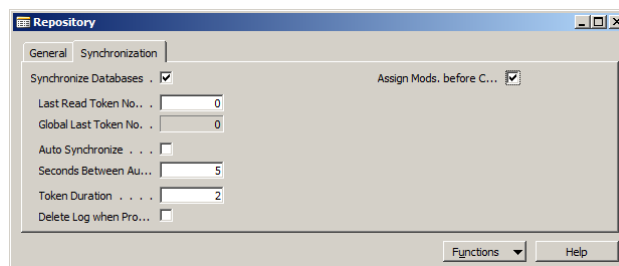 Repository
General Synchronization
Synchronize Databases . Assign Mods. before C...
Last Read Token No.. . 0
Global Last Token No. . 0
Auto Synchronize . . . .
Seconds Between Au... 5
Token Duration . . . . 2
Delete Log when Pro...
Functions Help